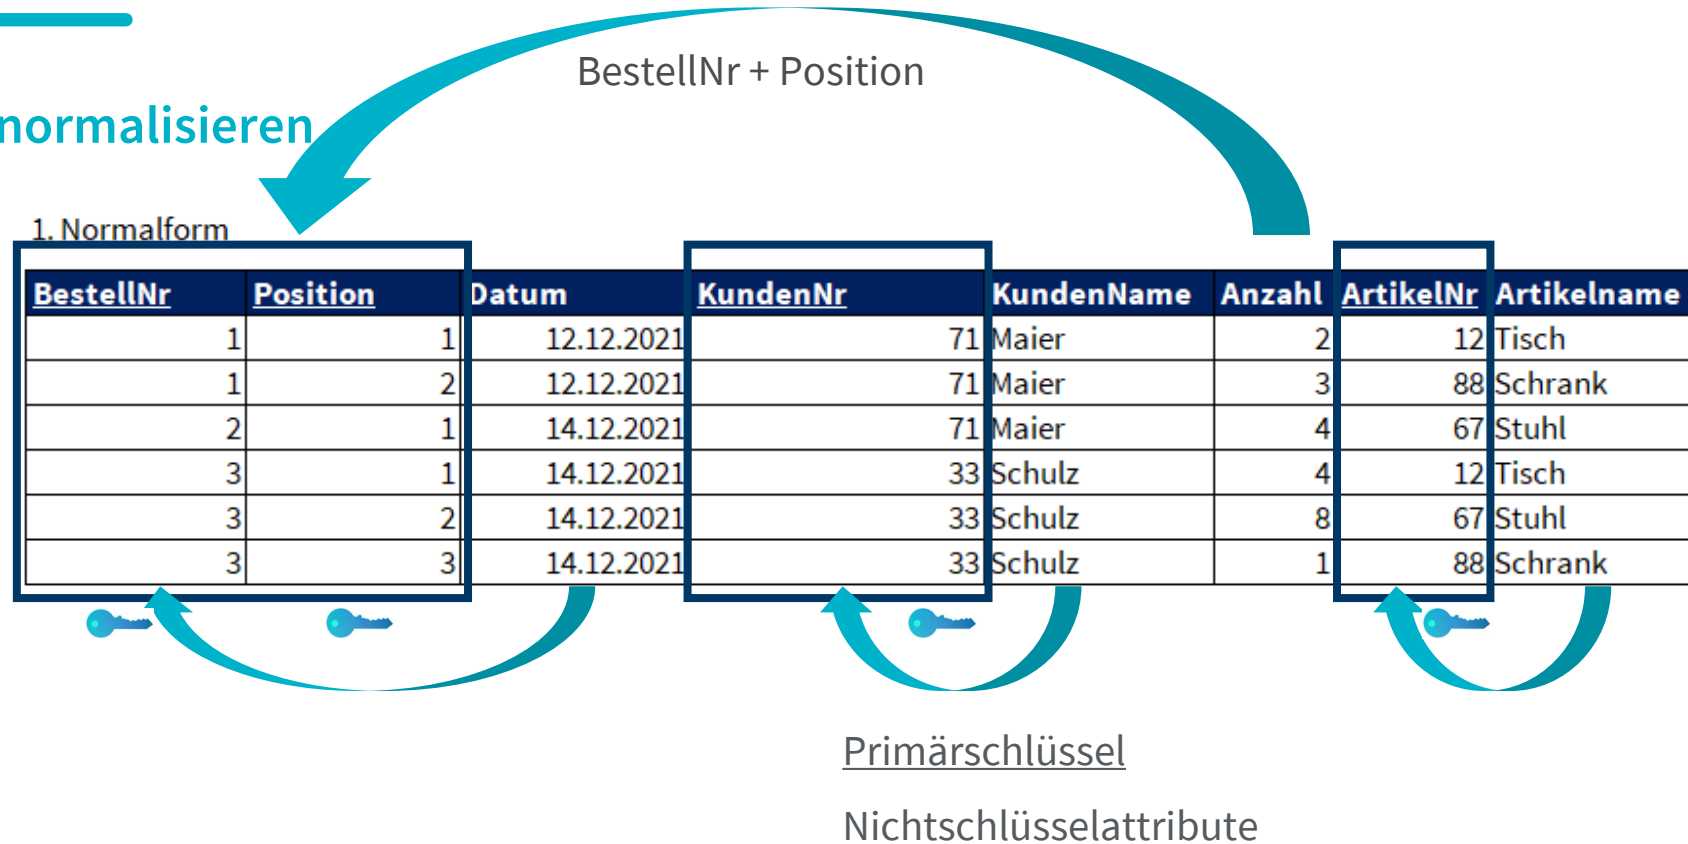 BestellNr + Position
normalisieren
1. Normalform
BestellNr Position Datum KundenNr KundenName Anzahl ArtikelNr Artikelname
1 1 12.12.2021 71 Maier 2 12 Tisch
1 2 12.12.2021 71 Maier 3 88 Schrank
2 1 14.12.2021 71 Maier 4 67 Stuhl
3 1 14.12.2021 33 Schulz 4 12 Tisch
3 2 14.12.2021 33 Schulz 8 67 Stuhl
3 3 14.12.2021 33 Schulz 1 88 Schrank
Primärschlüssel
Nichtschlüsselattribute